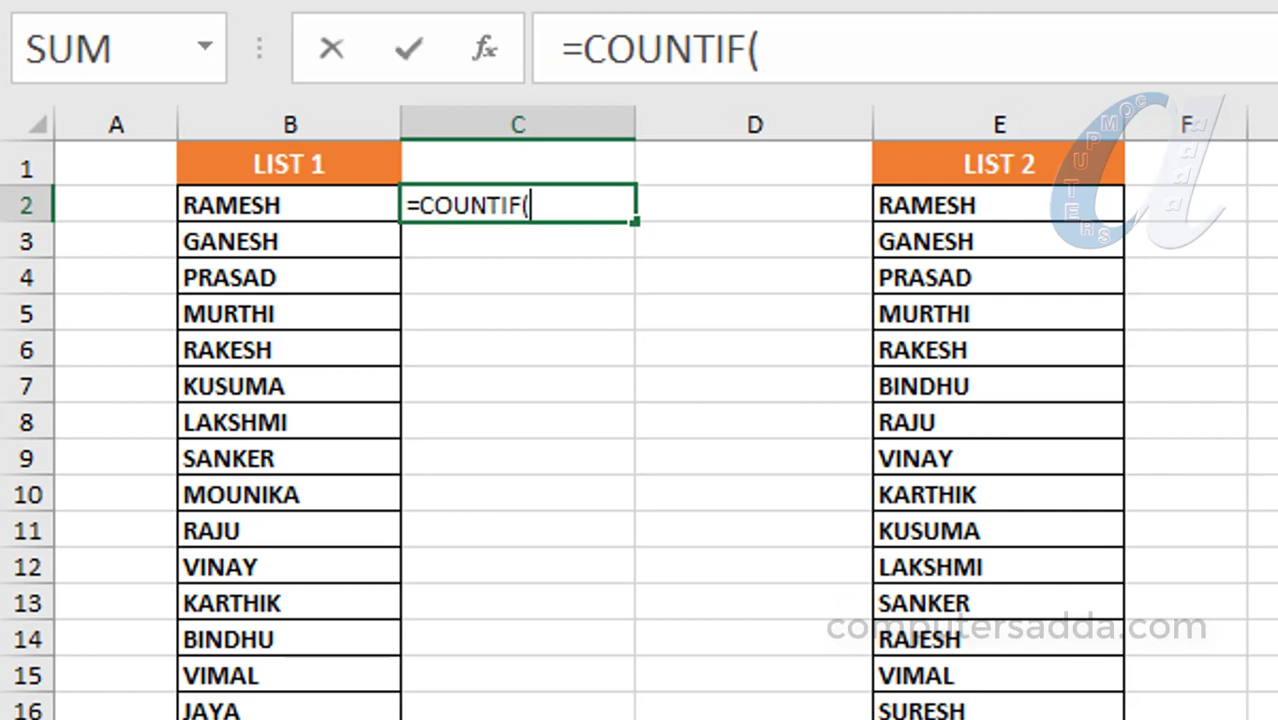 SUM fx =COUNTIF(
A B C D E F
1 LIST 1 LIST 2
2 RAMESH =COUNTIF( RAMESH
3 GANESH GANESH
4 PRASAD PRASAD
5 MURTHI MURTHI
6 RAKESH RAKESH
7 KUSUMA BINDHU
8 LAKSHMI RAJU
9 SANKER VINAY
10 MOUNIKA KARTHIK
11 RAJU KUSUMA
12 VINAY LAKSHMI
13 KARTHIK SANKER
14 BINDHU RAJESH
15 VIMAL VIMAL
16 JAYA SURESH
COMPUTERS
adda
computersadda.com